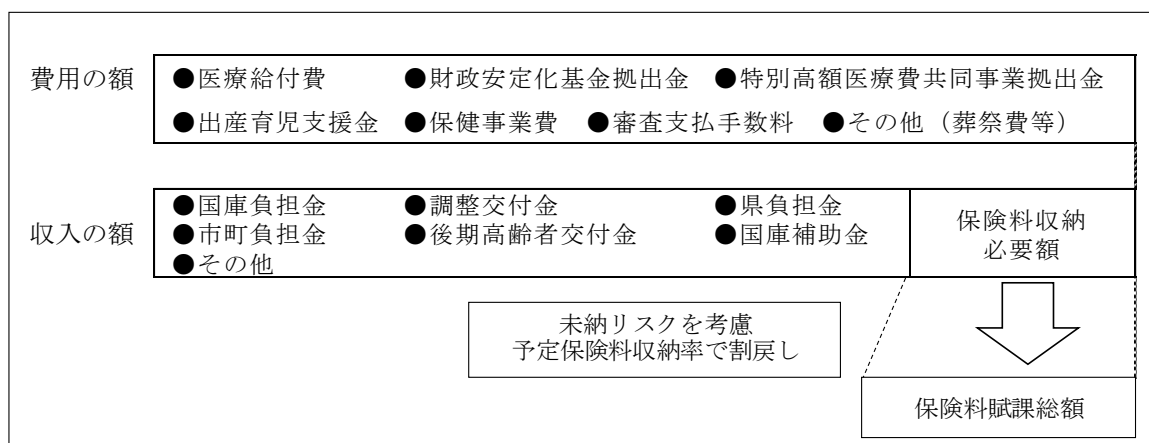 費用の額
●医療給付費 ●財政安定化基金拠出金 ●特別高額医療費共同事業拠出金
●出産育児支援金 ●保健事業費 ●審査支払手数料 ●その他（葬祭費等）
収入の額
●国庫負担金 ●調整交付金 ●県負担金
●市町負担金 ●後期高齢者交付金 ●国庫補助金
●その他
保険料収納
必要額
未納リスクを考慮
予定保険料収納率で割戻し
保険料賦課総額